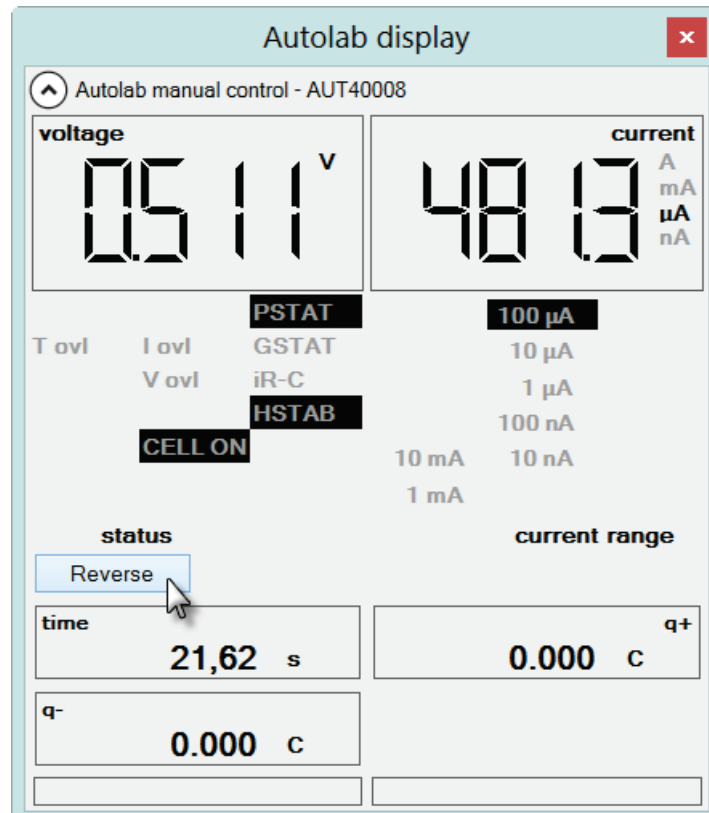 Autolab display
x
Autolab manual control - AUT40008
voltage
0.511 V
current
481.3
A
mA
µA
nA
PSTAT
T ovl I ovl GSTAT
V ovl iR-C
HSTAB
CELL ON
100 µA
10 µA
1 µA
100 nA
10 mA 10 nA
1 mA
status
current range
Reverse
time
21,62 s
q+
0.000 C
q-
0.000 C